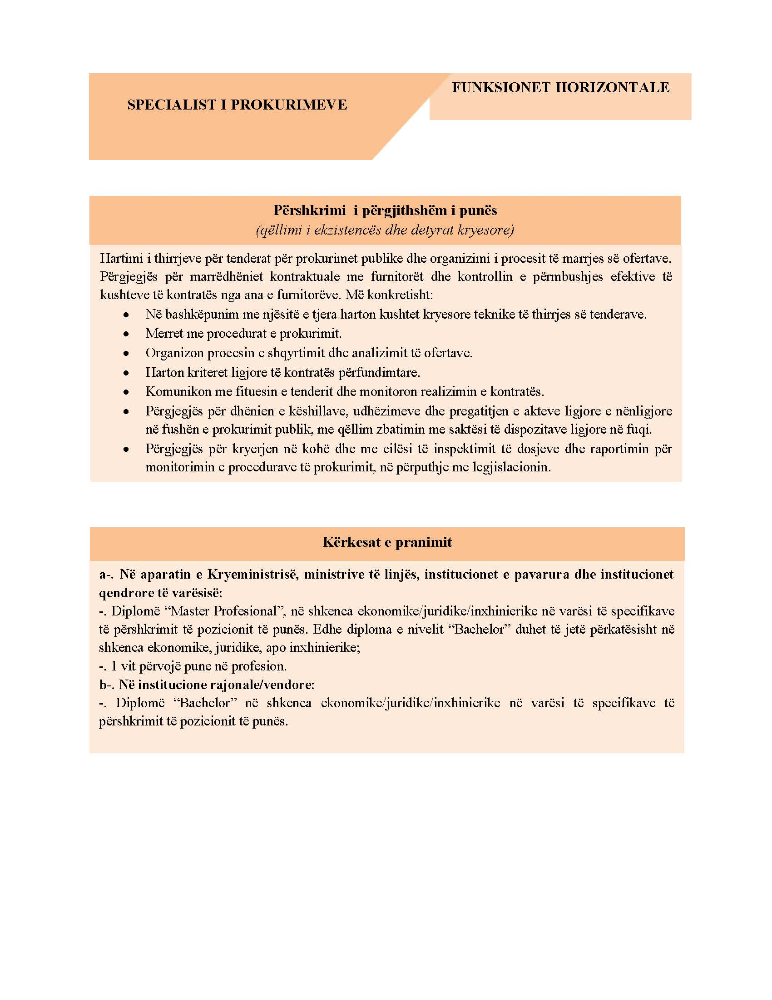 SPECIALIST I PROKURIMEVE
FUNKSIONET HORIZONTALE
Përshkrimi i përgjithshëm i punës
(qëllimi i ekzistencës dhe detyrat kryesore)
Hartimi i thirrjeve për tenderat për prokurimet publike dhe organizimi i procesit të marrjes së ofertave.
Përgjegjës për marrëdhëniet kontraktuale me furnitorët dhe kontrollin e përmbushjes efektive të
kushteve të kontratës nga ana e furnitorëve. Më konkretisht:
• Në bashkëpunim me njësitë e tjera harton kushtet kryesore teknike të thirrjes së tenderave.
• Merret me procedurat e prokurimit.
• Organizon procesin e shqyrtimit dhe analizimit të ofertave.
• Harton kriteret ligjore të kontratës përfundimtare.
• Komunikon me fituesin e tenderit dhe monitoron realizimin e kontratës.
• Përgjegjës për dhënien e këshillave, udhëzimeve dhe pregatitjen e akteve ligjore e nënligjore
në fushën e prokurimit publik, me qëllim zbatimin me saktësi të dispozitave ligjore në fuqi.
• Përgjegjës për kryerjen në kohë dhe me cilësi të inspektimit të dosjeve dhe raportimin për
monitorimin e procedurave të prokurimit, në përputhje me legjislacionin.
Kërkesat e pranimit
a-. Në aparatin e Kryeministrisë, ministrive të linjës, institucionet e pavarura dhe institucionet
qendrore të varësisë:
-. Diplomë “Master Profesional”, në shkenca ekonomike/juridike/inxhinierike në varësi të specifikave
të përshkrimit të pozicionit të punës. Edhe diploma e nivelit “Bachelor” duhet të jetë përkatësisht në
shkenca ekonomike, juridike, apo inxhinierike;
-. 1 vit përvojë pune në profesion.
b-. Në institucione rajonale/vendore:
-. Diplomë “Bachelor” në shkenca ekonomike/juridike/inxhinierike në varësi të specifikave të
përshkrimit të pozicionit të punës.